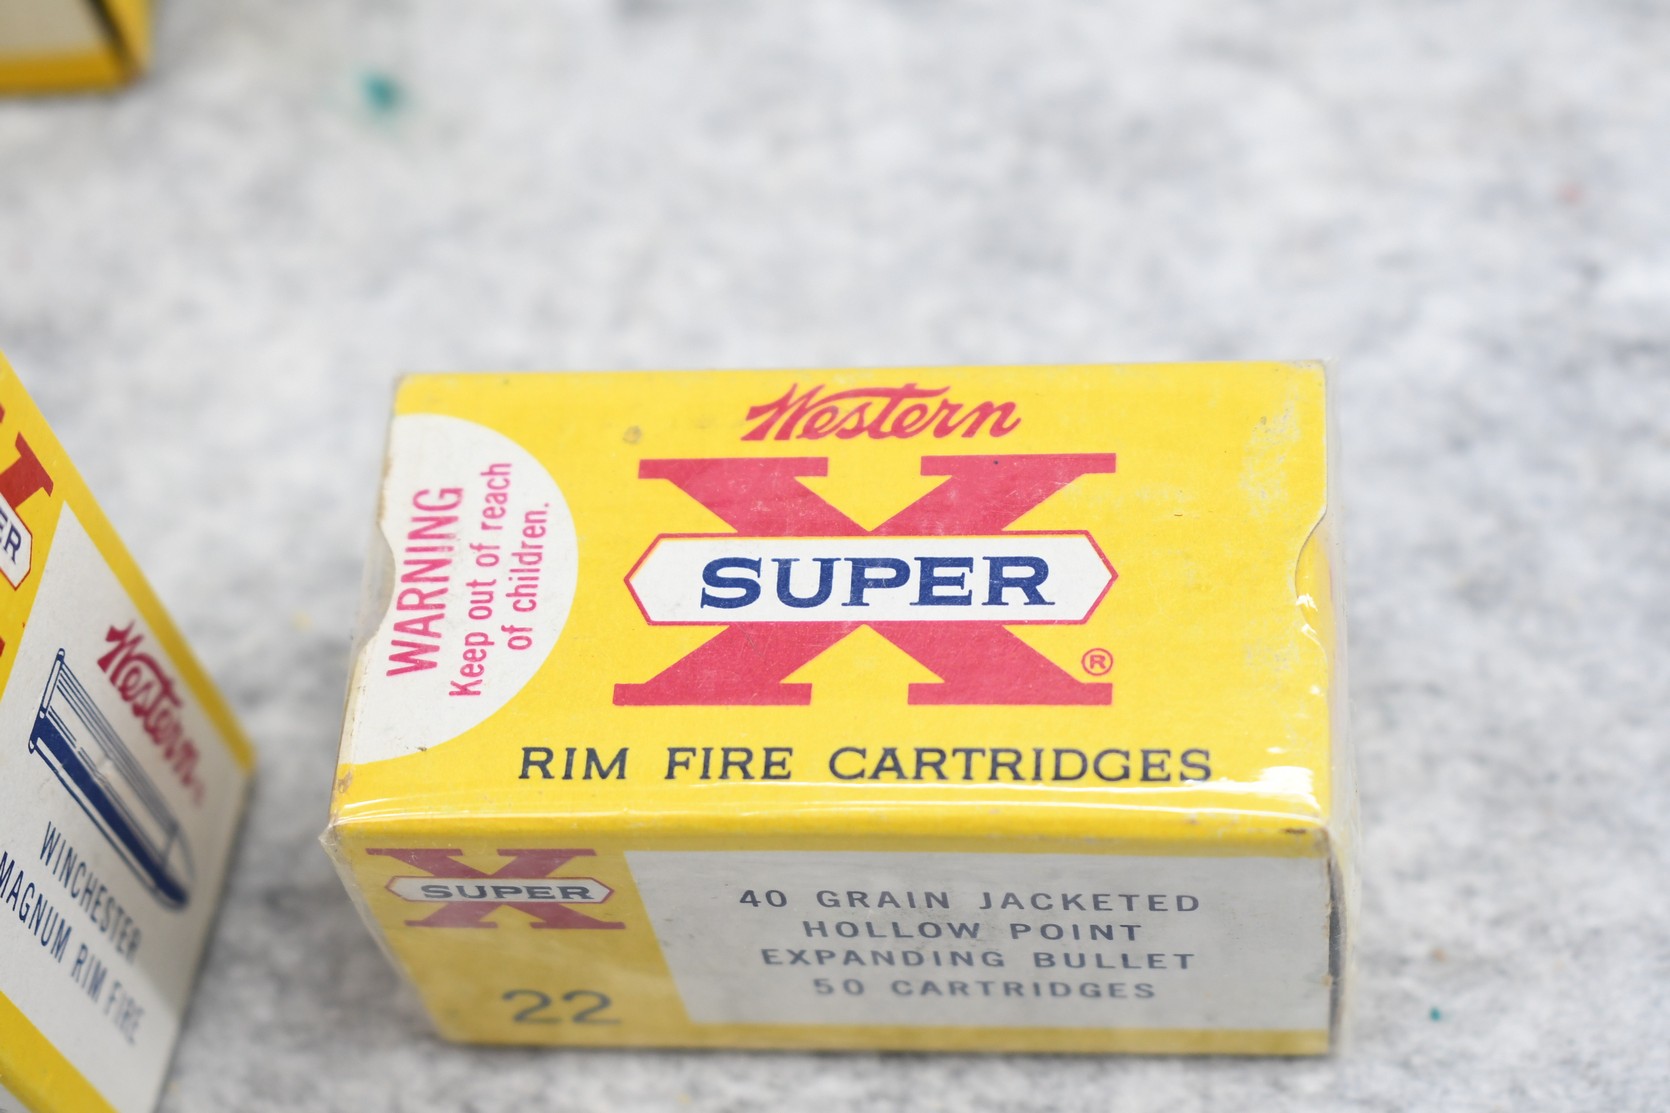 Western
X
SUPER
®
RIM FIRE CARTRIDGES
WARNING
Keep out of reach
of children.
X
SUPER
22
40 GRAIN JACKETED
HOLLOW POINT
EXPANDING BULLET
50 CARTRIDGES
Western
WINCHESTER
MAGNUM RIM FIRE